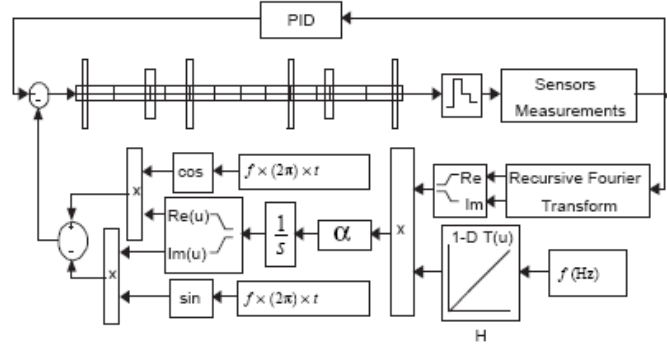 PID
-
Sensors
Measurements
cos
f × (2π) × t
x
Re
Im
Recursive Fourier
Transform
Re(u)
Im(u)
1
s
α
x
1-D T(u)
f (Hz)
+
-
x
sin
f × (2π) × t
H